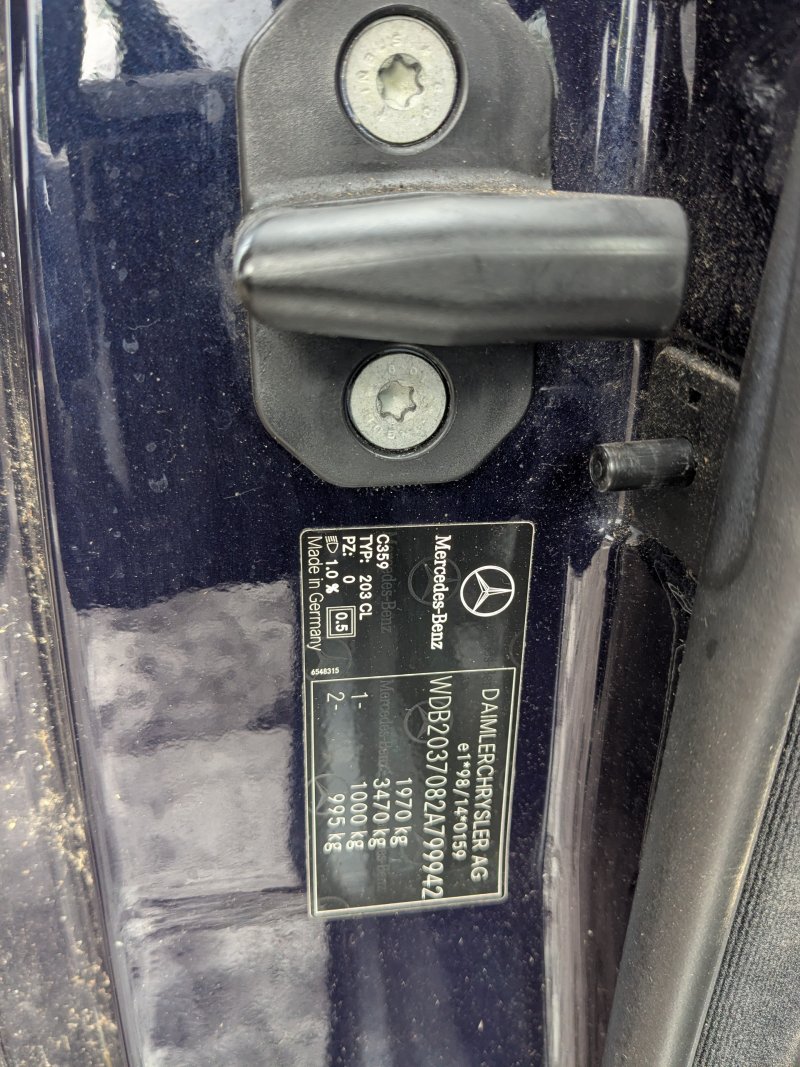 Mercedes-Benz
C359
TYP: 203 CL
PZ: 0
1.0 % 0.5
Made in Germany
6548315
DAIMLERCHRYSLER AG
e1*98/14*0159
WDB2037082A799942
1970 kg
3470 kg
1- 1000 kg
2- 995 kg